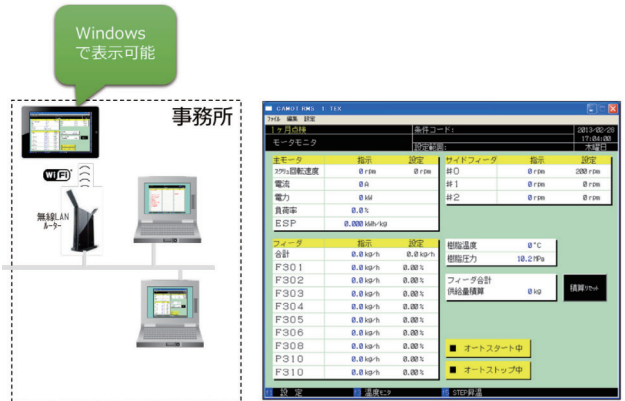 Windows
で表示可能
事務所
WiFi
無線LAN
ルーター
CAMD1 RMS 1 TEX
ファイル 編集 設定
1ヶ月点検 条件コード: 2013/02/28
17:04:00
モータモニタ 設定範囲: 木曜日
主モータ 指示 設定
スクリュ回転速度 0 rpm 0 rpm
電流 0 A
電力 0 kW
負荷率 0.0 %
ESP 0.000 kWh/kg
サイドフィーダ 指示 設定
#0 0 rpm 200 rpm
#1 0 rpm 0 rpm
#2 0 rpm 0 rpm
フィーダ 指示 設定
合計 0.0 kg/h 0.0 kg/h
F301 0.0 kg/h 0.00 %
F302 0.0 kg/h 0.00 %
F303 0.0 kg/h 0.00 %
F304 0.0 kg/h 0.00 %
F305 0.0 kg/h 0.00 %
F306 0.0 kg/h 0.00 %
F308 0.0 kg/h 0.00 %
P310 0.0 kg/h 0.00 %
F310 0.0 kg/h 0.00 %
樹脂温度 0 °C
樹脂圧力 10.2 MPa
フィーダ合計
供給量積算 0 kg
積算リセット
■ オートスタート中
■ オートストップ中
設 定 温度モニタ STEP昇温